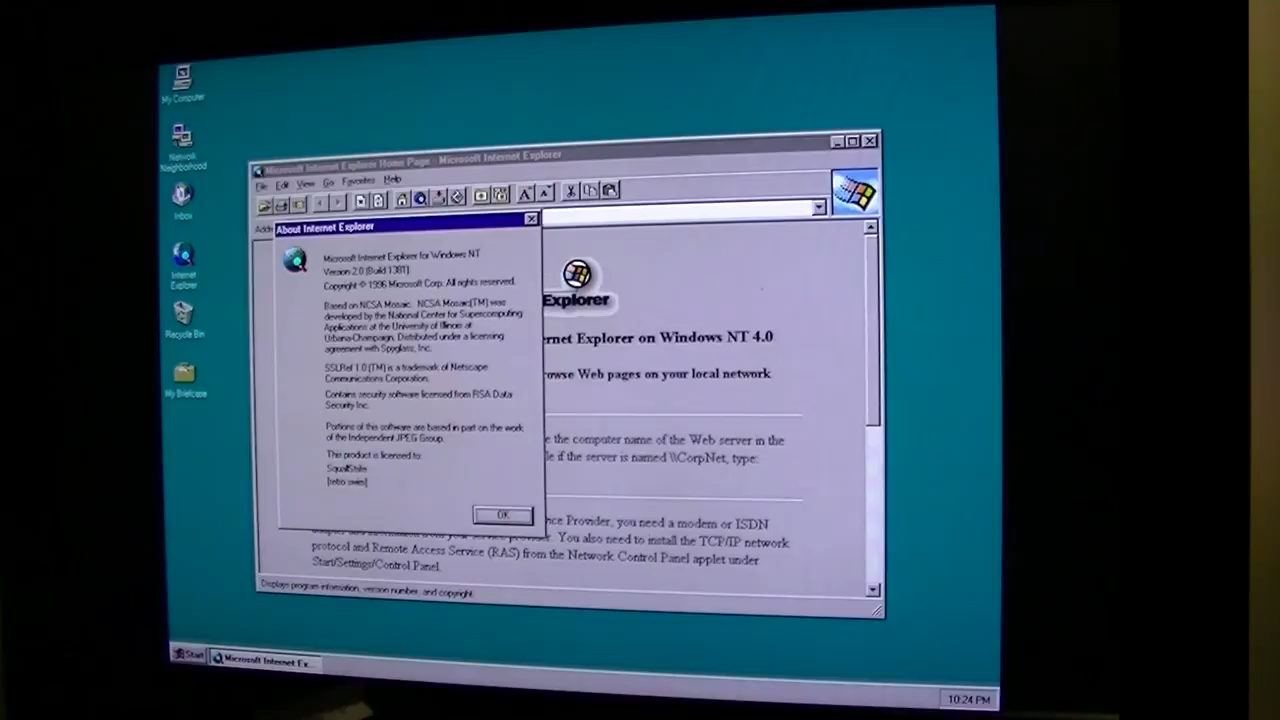 My Computer
Network
Neighborhood
Inbox
Internet
Explorer
Recycle Bin
My Briefcase
Microsoft Internet Explorer Home Page - Microsoft Internet Explorer
File Edit View Go Favorites Help
About Internet Explorer
Microsoft Internet Explorer for Windows NT
Version 2.0 (Build 1381)
Copyright © 1996 Microsoft Corp. All rights reserved.
Based on NCSA Mosaic. NCSA Mosaic(TM) was
developed by the National Center for Supercomputing
Applications at the University of Illinois at
Urbana-Champaign. Distributed under a licensing
agreement with Spyglass, Inc.
SSLRef 1.0 (TM) is a trademark of Netscape
Communications Corporation.
Contains security software licensed from RSA Data
Security Inc.
Portions of this software are based in part on the work
of the Independent JPEG Group.
This product is licensed to:
OK
Explorer
rnet Explorer on Windows NT 4.0
owse Web pages on your local network
e the computer name of the Web server in the
le if the server is named \\CorpNet, type:
ice Provider, you need a modem or ISDN
You also need to install the TCP/IP network
protocol and Remote Access Service (RAS) from the Network Control Panel applet under
Start/Settings/Control Panel.
Displays program information, version number, and copyright.
Start
Microsoft Internet Ex...
10:24 PM